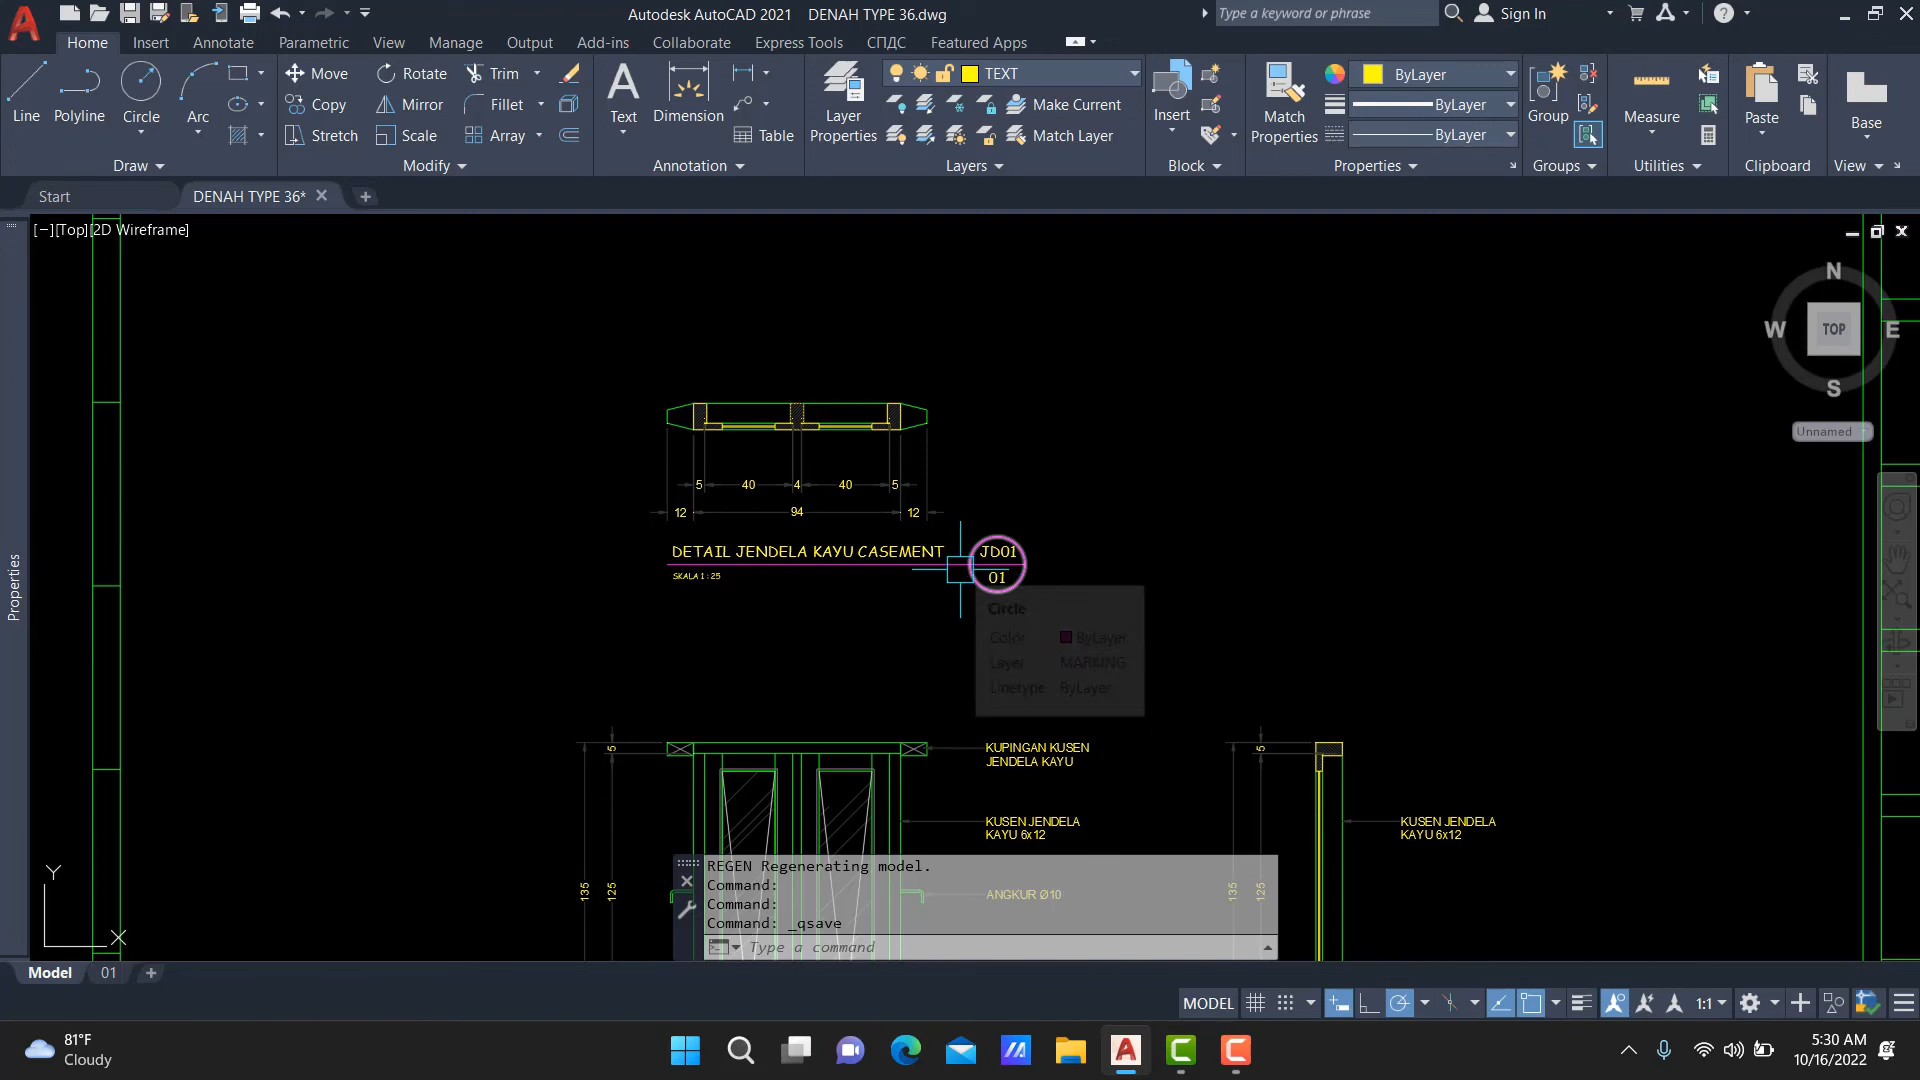 Autodesk AutoCAD 2021 DENAH TYPE 36.dwg
Type a keyword or phrase
Sign In
Home Insert Annotate Parametric View Manage Output Add-ins Collaborate Express Tools СПДС Featured Apps
Line Polyline Circle Arc
Draw
Move Rotate Trim
Copy Mirror Fillet
Stretch Scale Array
Modify
Text Dimension Table
Annotation
Layer Properties
TEXT
Make Current
Match Layer
Layers
Insert
Block
Match Properties
ByLayer
ByLayer
ByLayer
Properties
Group
Groups
Measure
Utilities
Paste
Clipboard
Base
View
Start DENAH TYPE 36*
[−][Top][2D Wireframe]
Properties
N
W TOP E
S
Unnamed
5 40 4 40 5
12 94 12
DETAIL JENDELA KAYU CASEMENT JD01
SKALA 1 : 25 01
Circle
Color ByLayer
Layer MARKING
Linetype ByLayer
5
KUPINGAN KUSEN
JENDELA KAYU
5
KUSEN JENDELA
KAYU 6x12
KUSEN JENDELA
KAYU 6x12
135 125
ANGKUR Ø10
135 125
REGEN Regenerating model.
Command:
Command:
Command: _qsave
Type a command
Y
X
Model 01
MODEL 1:1
81°F
Cloudy
5:30 AM
10/16/2022